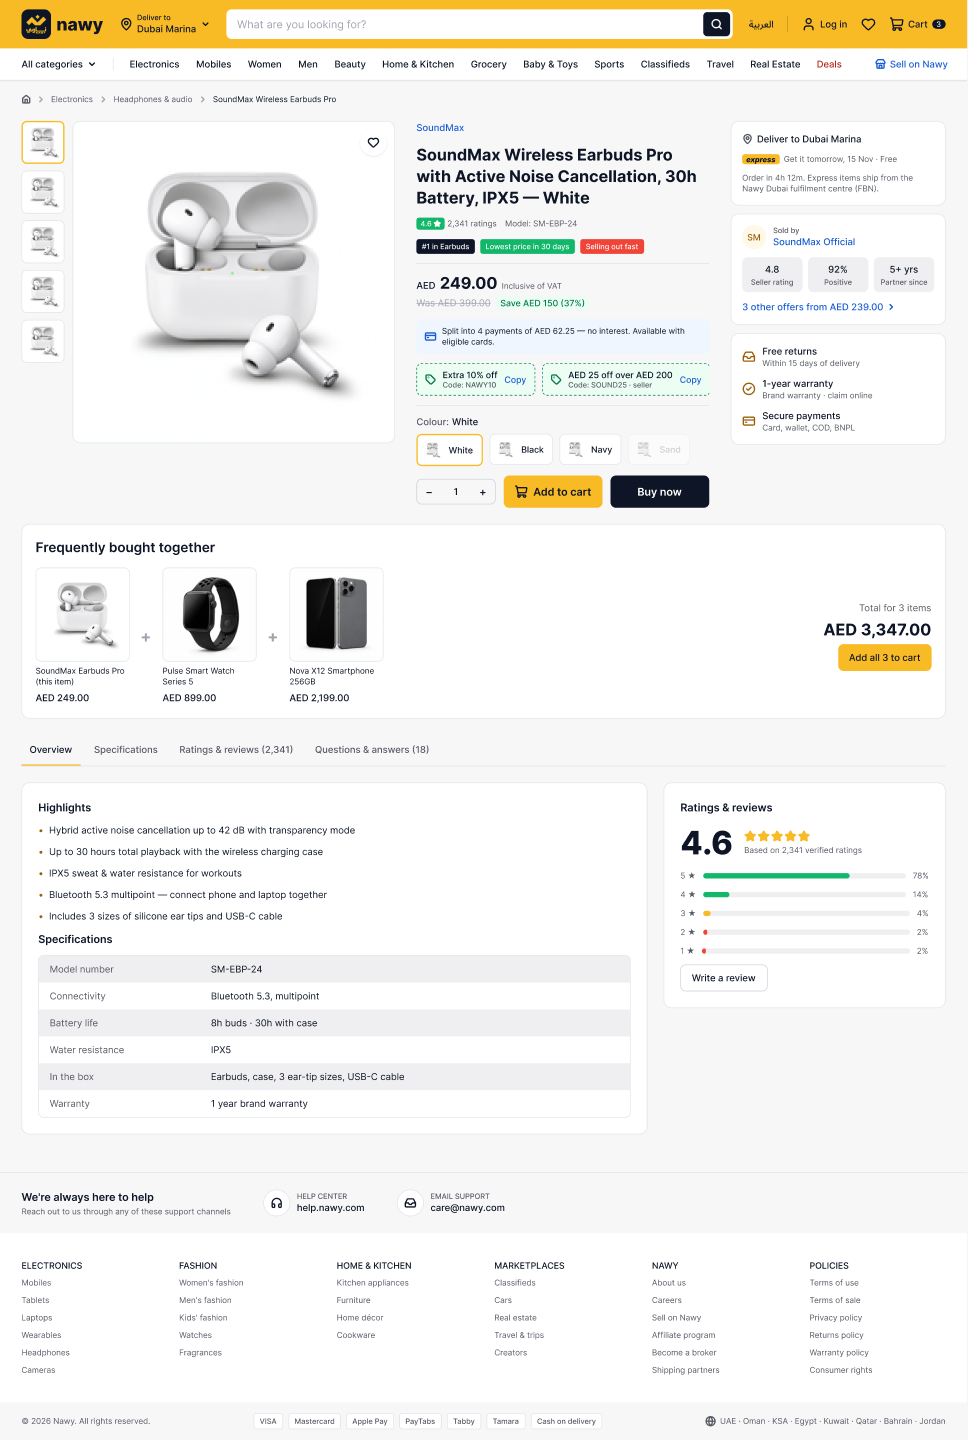 nawy
Deliver to
Dubai Marina
What are you looking for?
العربية
Log in
Cart 3
All categories
Electronics
Mobiles
Women
Men
Beauty
Home & Kitchen
Grocery
Baby & Toys
Sports
Classifieds
Travel
Real Estate
Deals
Sell on Nawy
Electronics
Headphones & audio
SoundMax Wireless Earbuds Pro
SoundMax
SoundMax Wireless Earbuds Pro
with Active Noise Cancellation, 30h
Battery, IPX5 — White
4.6 ★ 2,341 ratings Model: SM-EBP-24
#1 in Earbuds
Lowest price in 30 days
Selling out fast
AED 249.00 Inclusive of VAT
Was AED 399.00 Save AED 150 (37%)
Split into 4 payments of AED 62.25 — no interest. Available with
eligible cards.
Extra 10% off
Code: NAWY10
Copy
AED 25 off over AED 200
Code: SOUND25 · seller
Copy
Colour: White
White
Black
Navy
Sand
− 1 +
Add to cart
Buy now
Deliver to Dubai Marina
express Get it tomorrow, 15 Nov · Free
Order in 4h 12m. Express items ship from the
Nawy Dubai fulfilment centre (FBN).
SM
Sold by
SoundMax Official
4.8
Seller rating
92%
Positive
5+ yrs
Partner since
3 other offers from AED 239.00
Free returns
Within 15 days of delivery
1-year warranty
Brand warranty · claim online
Secure payments
Card, wallet, COD, BNPL
Frequently bought together
SoundMax Earbuds Pro
(this item)
AED 249.00
+
Pulse Smart Watch
Series 5
AED 899.00
+
Nova X12 Smartphone
256GB
AED 2,199.00
Total for 3 items
AED 3,347.00
Add all 3 to cart
Overview
Specifications
Ratings & reviews (2,341)
Questions & answers (18)
Highlights
• Hybrid active noise cancellation up to 42 dB with transparency mode
• Up to 30 hours total playback with the wireless charging case
• IPX5 sweat & water resistance for workouts
• Bluetooth 5.3 multipoint — connect phone and laptop together
• Includes 3 sizes of silicone ear tips and USB-C cable
Specifications
Model number SM-EBP-24
Connectivity Bluetooth 5.3, multipoint
Battery life 8h buds · 30h with case
Water resistance IPX5
In the box Earbuds, case, 3 ear-tip sizes, USB-C cable
Warranty 1 year brand warranty
Ratings & reviews
4.6
Based on 2,341 verified ratings
5 ★ 78%
4 ★ 14%
3 ★ 4%
2 ★ 2%
1 ★ 2%
Write a review
We're always here to help
Reach out to us through any of these support channels
HELP CENTER
help.nawy.com
EMAIL SUPPORT
care@nawy.com
ELECTRONICS
Mobiles
Tablets
Laptops
Wearables
Headphones
Cameras
FASHION
Women's fashion
Men's fashion
Kids' fashion
Watches
Fragrances
HOME & KITCHEN
Kitchen appliances
Furniture
Home décor
Cookware
MARKETPLACES
Classifieds
Cars
Real estate
Travel & trips
Creators
NAWY
About us
Careers
Sell on Nawy
Affiliate program
Become a broker
Shipping partners
POLICIES
Terms of use
Terms of sale
Privacy policy
Returns policy
Warranty policy
Consumer rights
© 2026 Nawy. All rights reserved.
VISA
Mastercard
Apple Pay
PayTabs
Tabby
Tamara
Cash on delivery
UAE · Oman · KSA · Egypt · Kuwait · Qatar · Bahrain · Jordan